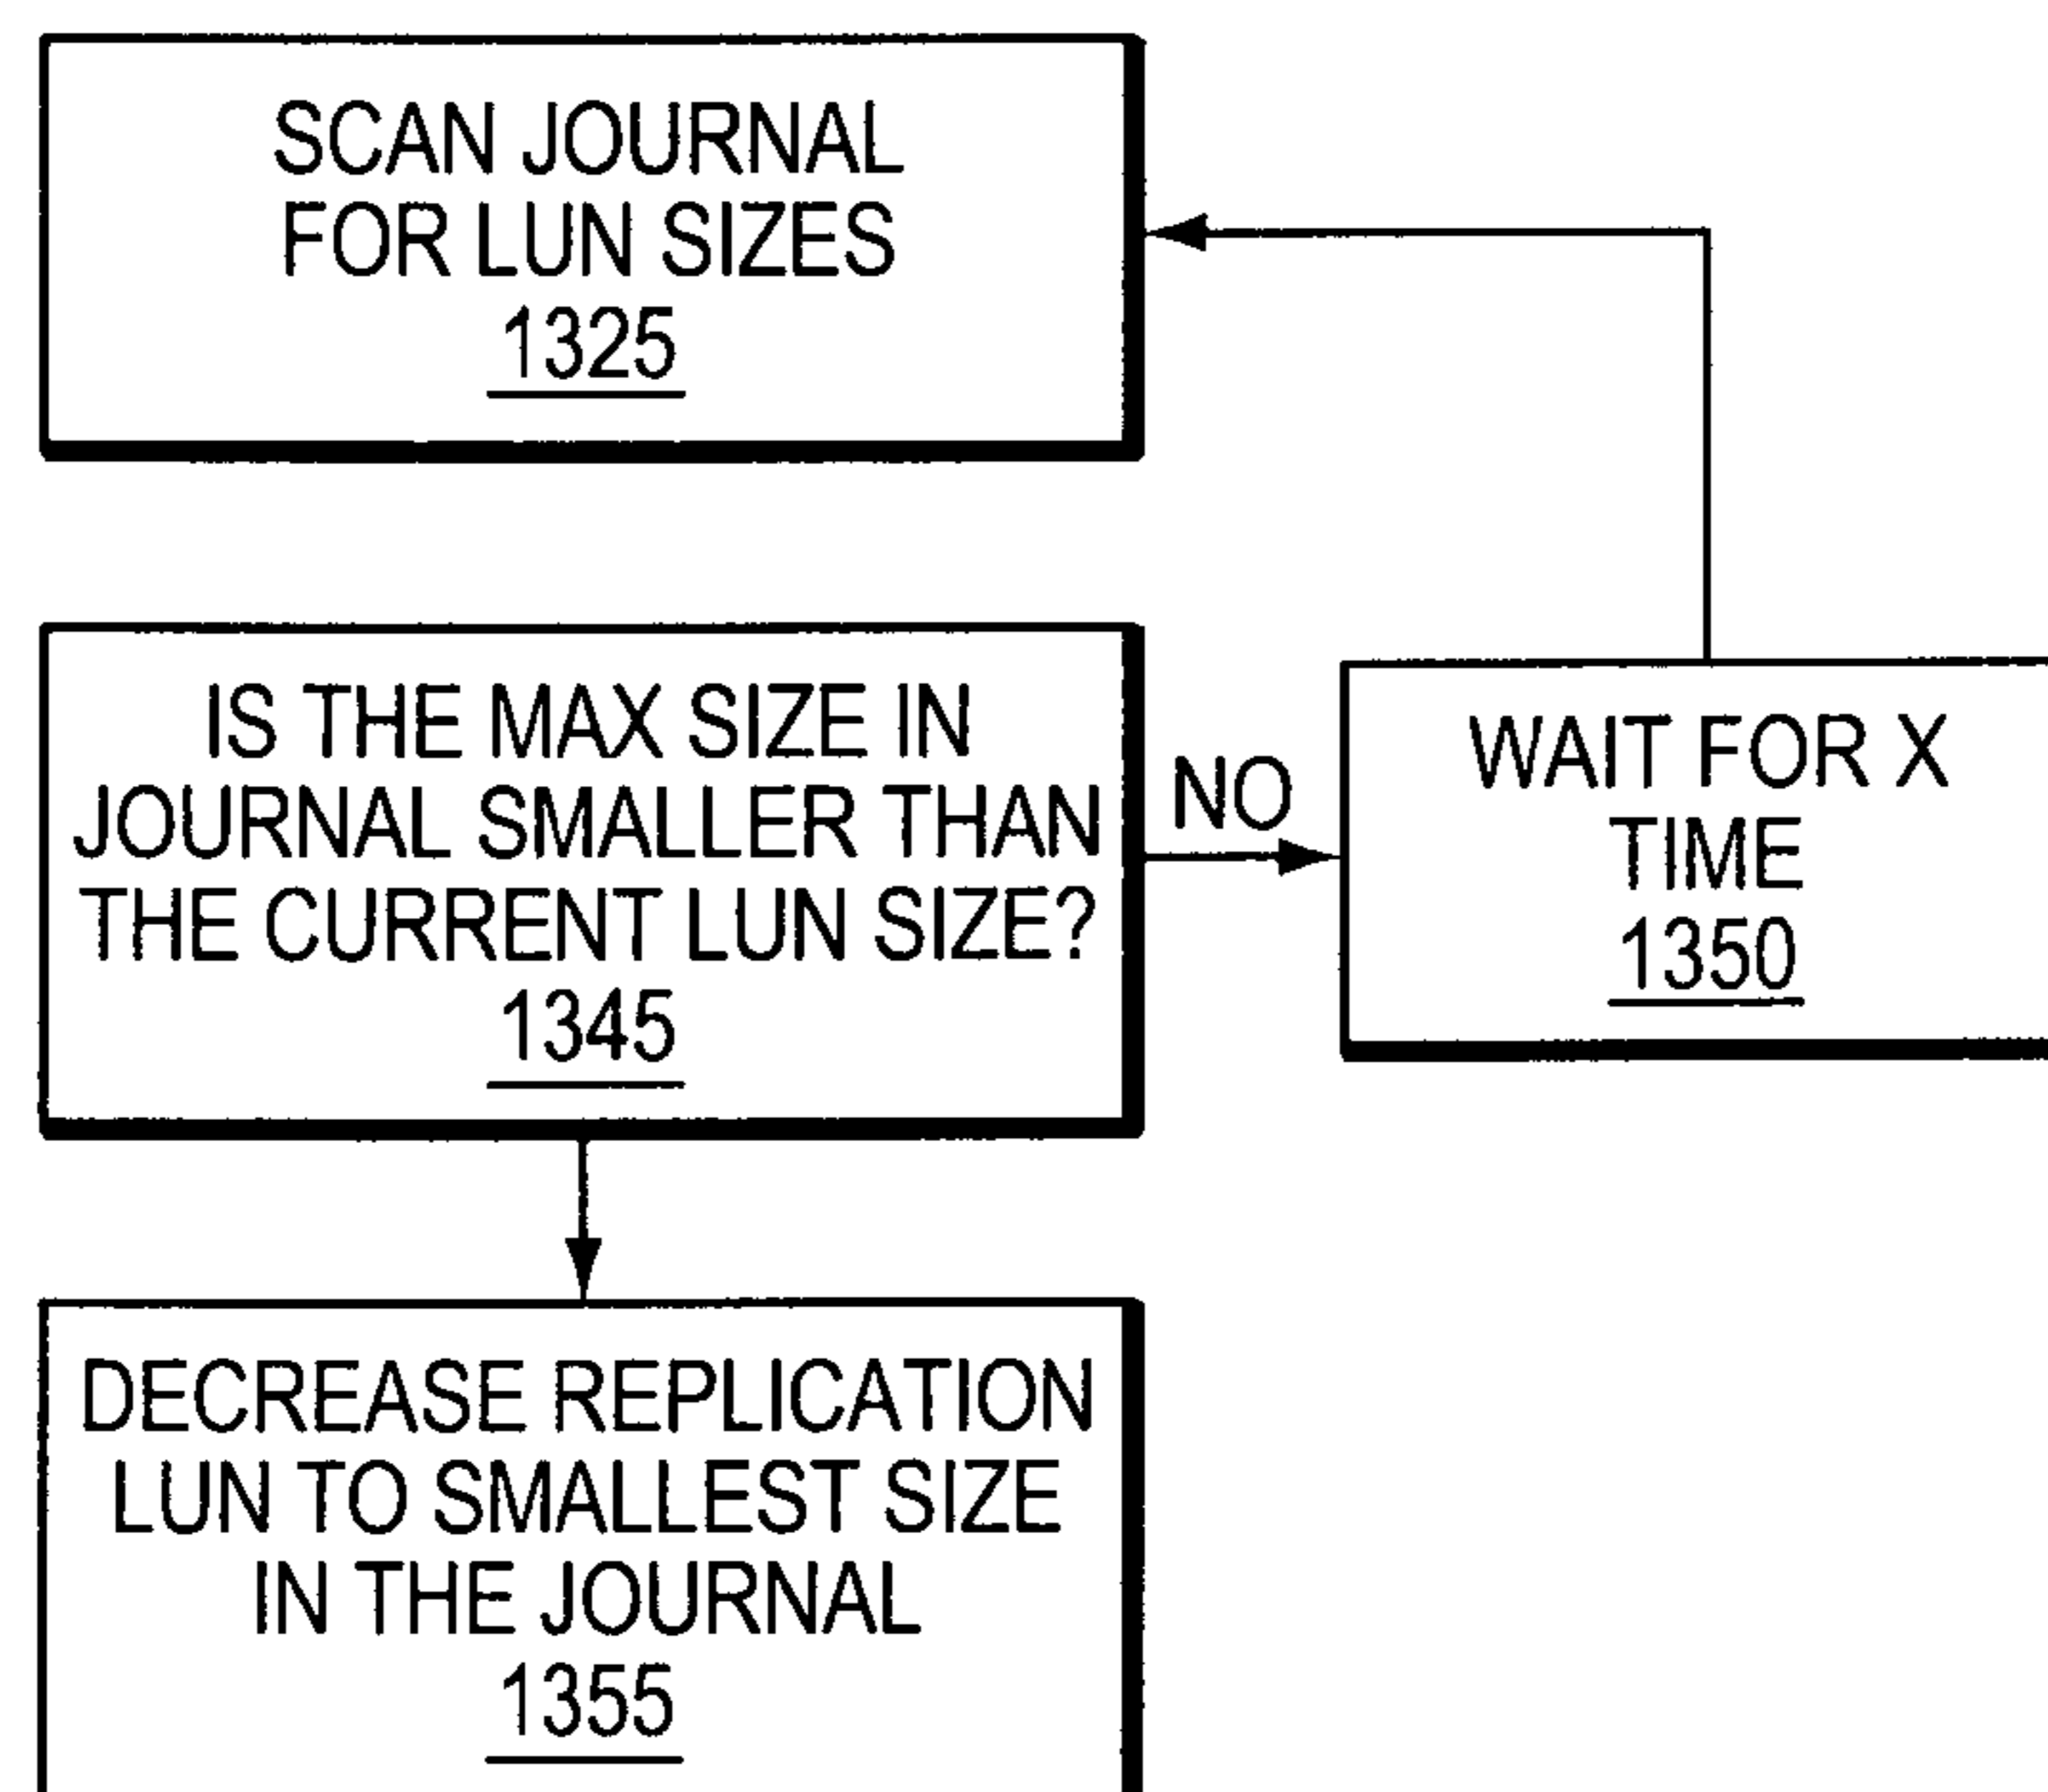 SCAN JOURNAL
FOR LUN SIZES
1325
IS THE MAX SIZE IN
JOURNAL SMALLER THAN
THE CURRENT LUN SIZE?
1345
NO
WAIT FOR X
TIME
1350
DECREASE REPLICATION
LUN TO SMALLEST SIZE
IN THE JOURNAL
1355